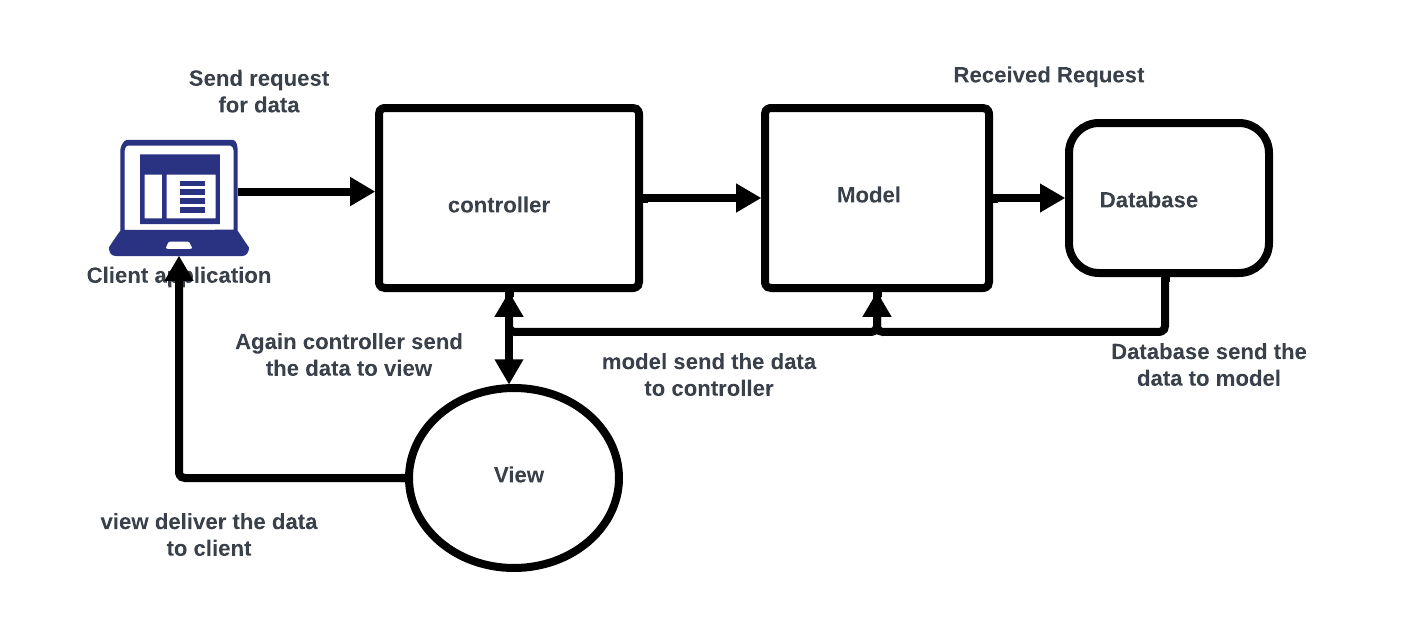 Send request
for data
Received Request
controller
Model
Database
Client application
Again controller send
the data to view
model send the data
to controller
Database send the
data to model
View
view deliver the data
to client